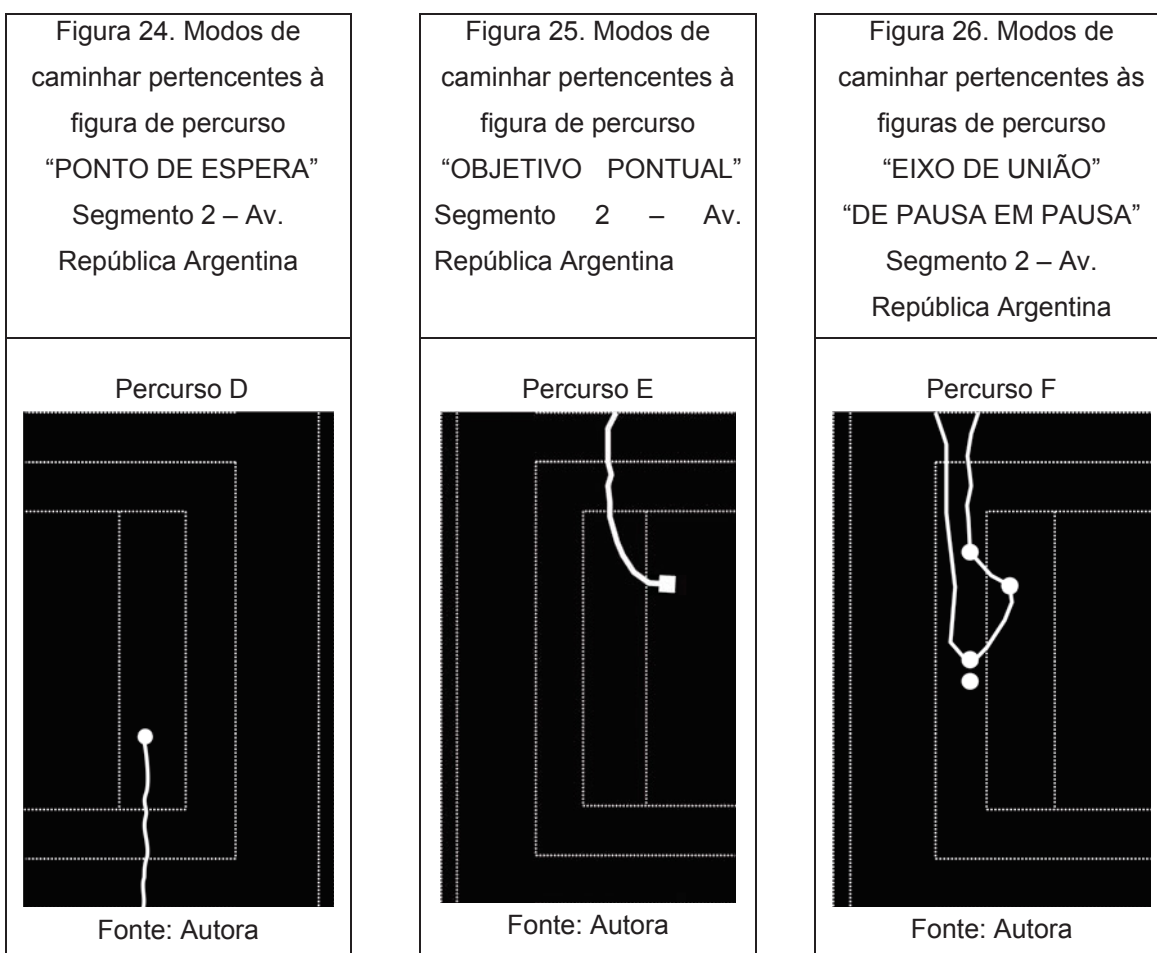 Figura 24. Modos de
caminhar pertencentes à
figura de percurso
“PONTO DE ESPERA”
Segmento 2 – Av.
República Argentina
Percurso D
Fonte: Autora
Figura 25. Modos de
caminhar pertencentes à
figura de percurso
“OBJETIVO PONTUAL”
Segmento 2 – Av.
República Argentina
Percurso E
Fonte: Autora
Figura 26. Modos de
caminhar pertencentes às
figuras de percurso
“EIXO DE UNIÃO”
“DE PAUSA EM PAUSA”
Segmento 2 – Av.
República Argentina
Percurso F
Fonte: Autora